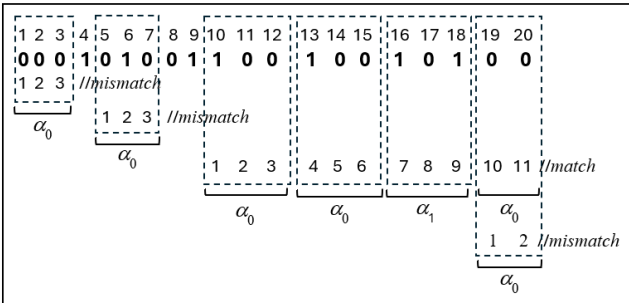 1 2 3 4 5 6 7 8 9 10 11 12 13 14 15 16 17 18 19 20
0 0 0 1 0 1 0 0 1 1 0 0 1 0 0 1 0 1 0 0
1 2 3 //mismatch
1 2 3 //mismatch
α₀
α₀
1 2 3 4 5 6 7 8 9 10 11 //match
α₀ α₀ α₁ α₀
1 2 //mismatch
α₀